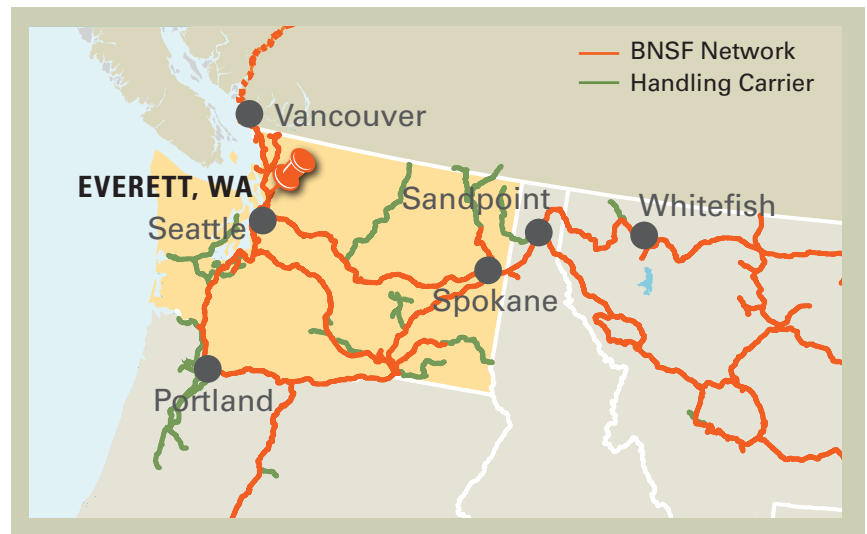 BNSF Network
Handling Carrier
Vancouver
EVERETT, WA
Sandpoint
Whitefish
Seattle
Spokane
Portland